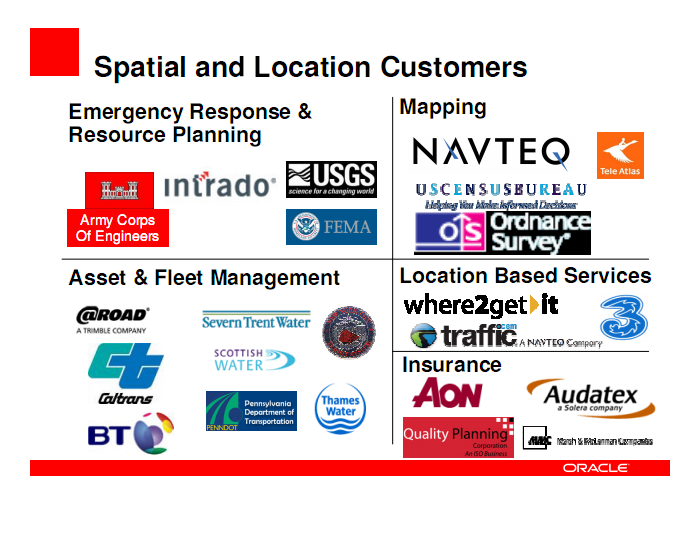 Spatial and Location Customers
Emergency Response &
Resource Planning
Army Corps
Of Engineers
intrado
USGS
science for a changing world
FEMA
Mapping
NAVTEQ
Tele Atlas
USCENSUSBUREAU
Helping You Make Informed Decisions
OS Ordnance
Survey
Asset & Fleet Management
@ROAD
A TRIMBLE COMPANY
Caltrans
BT
Severn Trent Water
SCOTTISH
WATER
PENNDOT
Pennsylvania
Department of
Transportation
Thames
Water
Location Based Services
where2getit
traffic.com
A NAVTEQ Company
3
Insurance
AON
Audatex
a Solera company
Quality Planning
Corporation
An ISO Business
MMC Marsh & McLennan Companies
ORACLE